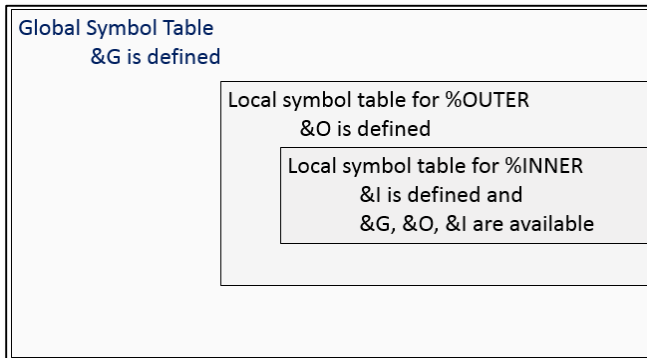 Global Symbol Table
&G is defined
Local symbol table for %OUTER
&O is defined
Local symbol table for %INNER
&I is defined and
&G, &O, &I are available